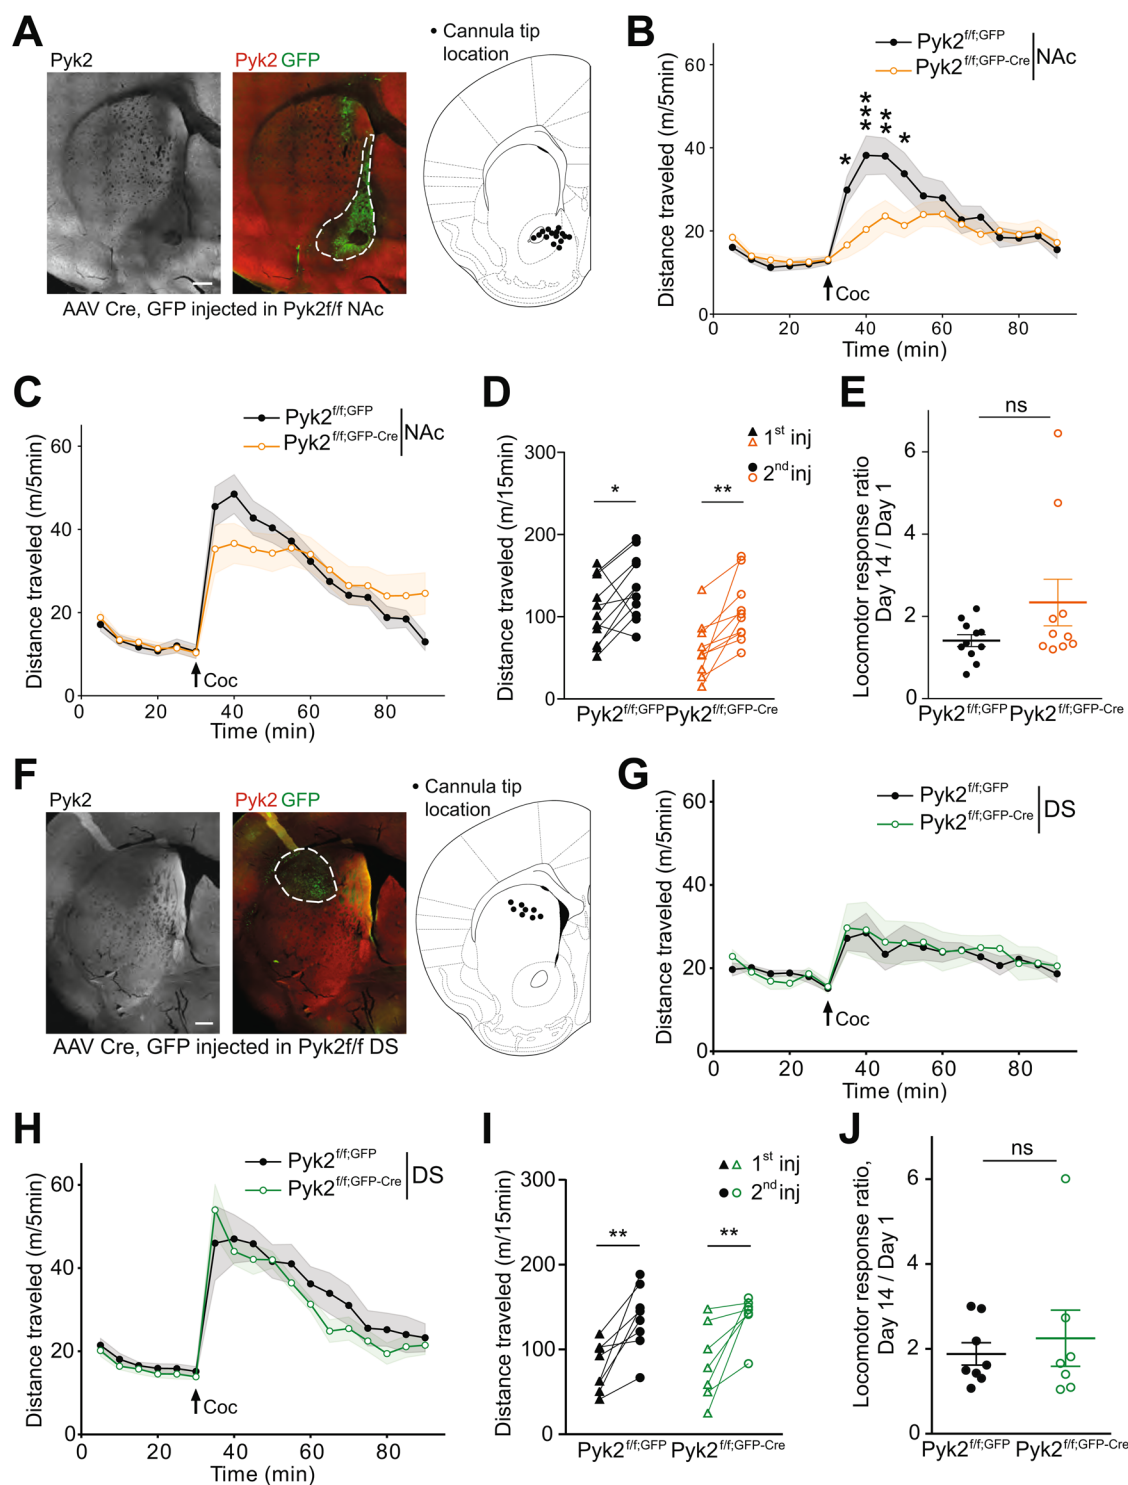 A
Pyk2
Pyk2 GFP
Cannula tip
location
AAV Cre, GFP injected in Pyk2f/f NAc
B
Pyk2f/f;GFP
Pyk2f/f;GFP-Cre
NAc
Distance traveled (m/5min)
60
40
20
0
*
***
**
*
Coc
0 20 40 60 80
Time (min)
C
Pyk2f/f;GFP
Pyk2f/f;GFP-Cre
NAc
Distance traveled (m/5min)
60
40
20
0
Coc
0 20 40 60 80
Time (min)
D
1st inj
2nd inj
Distance traveled (m/15min)
300
200
100
0
* **
Pyk2f/f;GFP Pyk2f/f;GFP-Cre
E
ns
Locomotor response ratio
Day 14 / Day 1
6
4
2
0
Pyk2f/f;GFP Pyk2f/f;GFP-Cre
F
Pyk2
Pyk2 GFP
Cannula tip
location
AAV Cre, GFP injected in Pyk2f/f DS
G
Pyk2f/f;GFP
Pyk2f/f;GFP-Cre
DS
Distance traveled (m/5min)
60
40
20
0
Coc
0 20 40 60 80
Time (min)
H
Pyk2f/f;GFP
Pyk2f/f;GFP-Cre
DS
Distance traveled (m/5min)
60
40
20
0
Coc
0 20 40 60 80
Time (min)
I
1st inj
2nd inj
Distance traveled (m/15min)
300
200
100
0
** **
Pyk2f/f;GFP Pyk2f/f;GFP-Cre
J
ns
Locomotor response ratio,
Day 14 / Day 1
6
4
2
0
Pyk2f/f;GFP Pyk2f/f;GFP-Cre